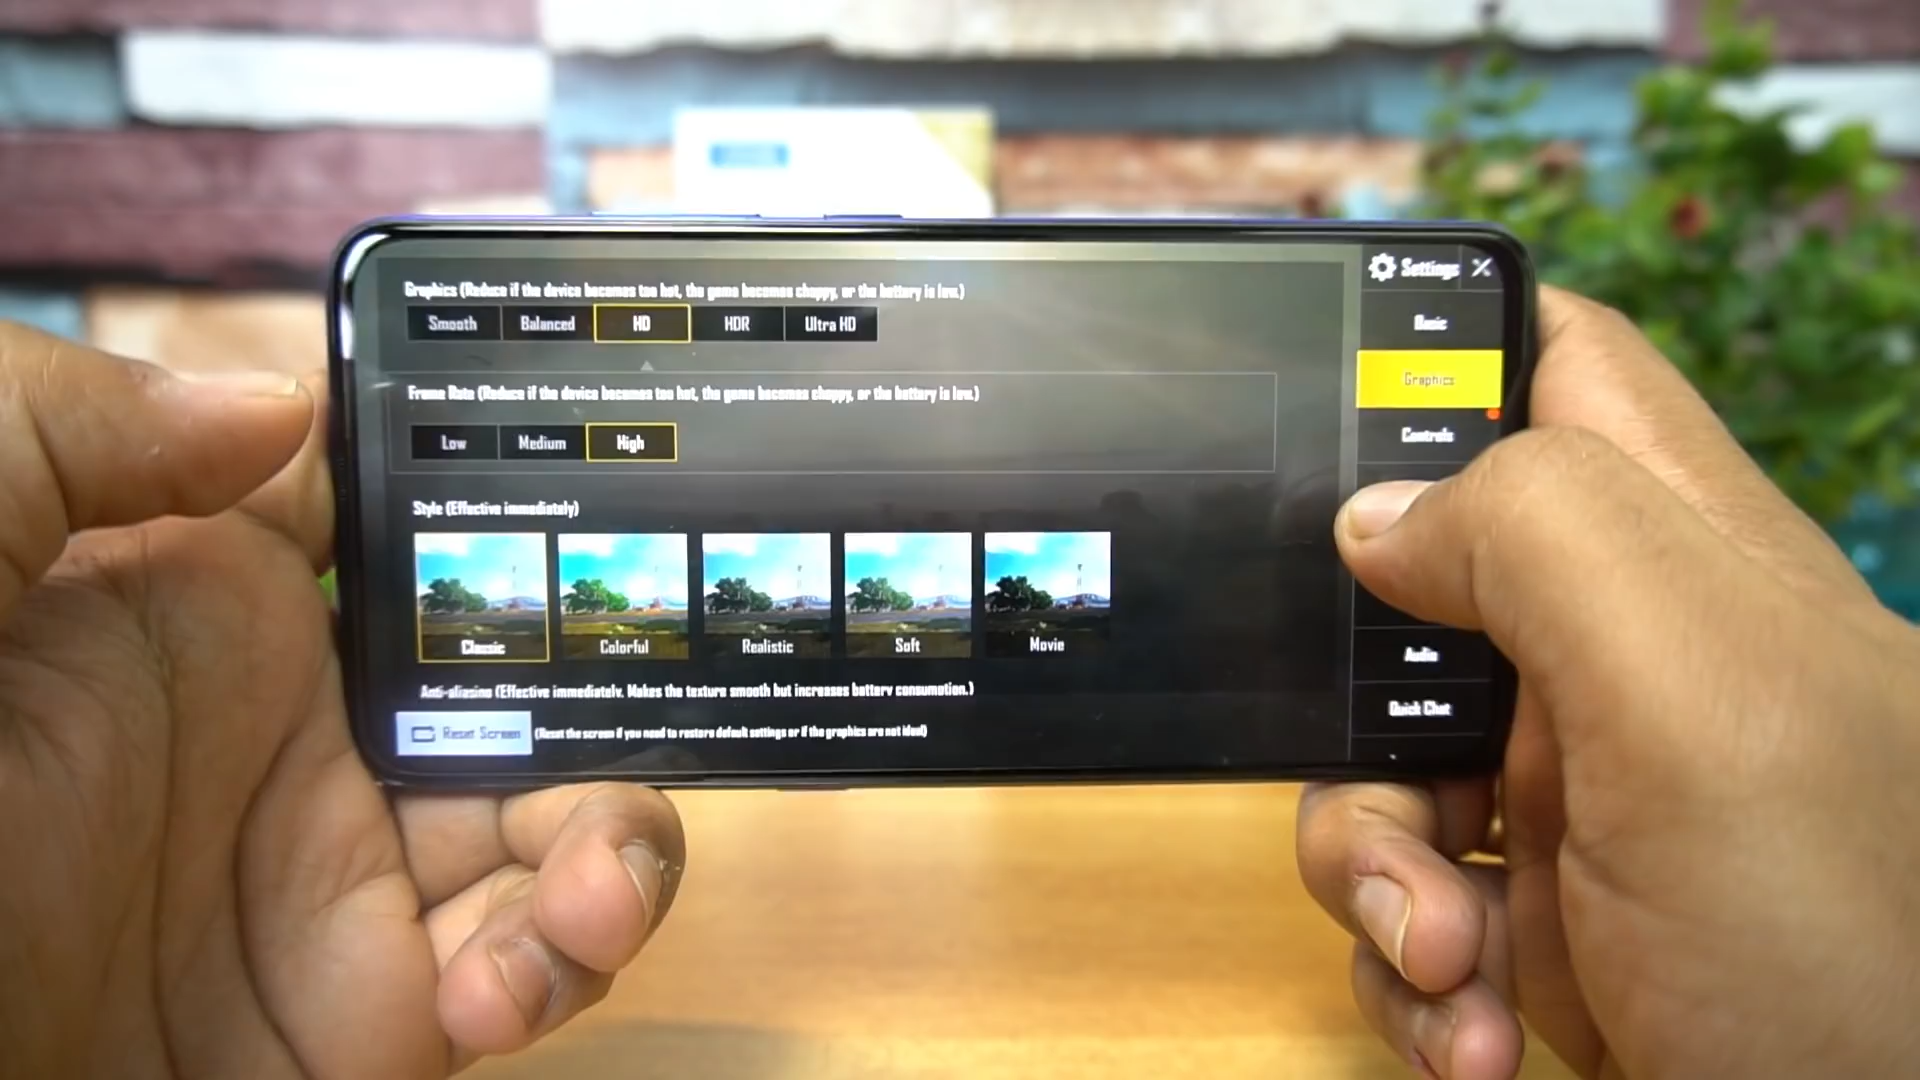 Graphics (Reduce if the device becomes too hot, the game becomes choppy, or the battery is low.)
Smooth Balanced HD HDR Ultra HD
Frame Rate (Reduce if the device becomes too hot, the game becomes choppy, or the battery is low.)
Low Medium High
Style (Effective immediately)
Classic Colorful Realistic Soft Movie
Anti-aliasing (Effective immediately. Makes the texture smooth but increases battery consumption.)
Reset Screen (Reset the screen if you need to restore default settings or if the graphics are not ideal)
Settings
Basic
Graphics
Controls
Audio
Quick Chat